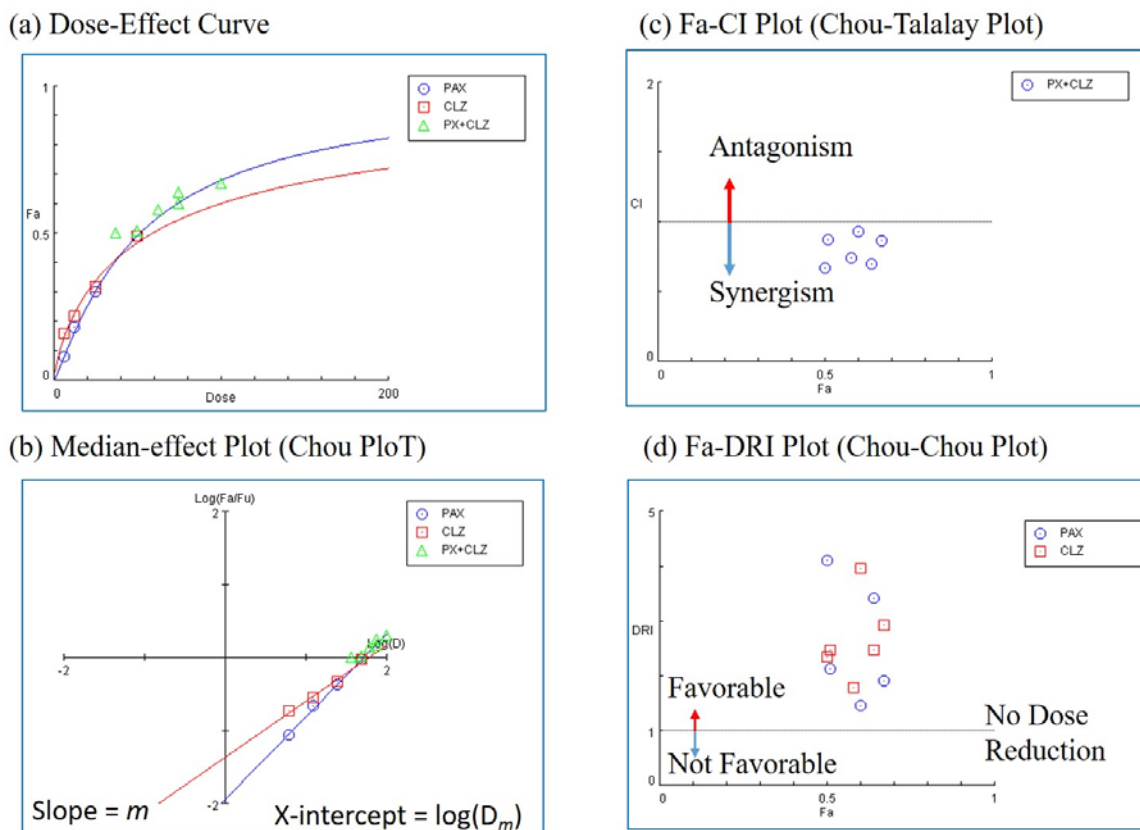 (a) Dose-Effect Curve
1
Fa
0.5
0
0
Dose
200
PAX
CLZ
PX+CLZ
(c) Fa-CI Plot (Chou-Talalay Plot)
2
CI
0
0
0.5
Fa
1
Antagonism
Synergism
PX+CLZ
(b) Median-effect Plot (Chou PloT)
Log(Fa/Fu)
2
-2
Log(D)
2
-2
PAX
CLZ
PX+CLZ
Slope = m
X-intercept = log(Dm)
(d) Fa-DRI Plot (Chou-Chou Plot)
5
DRI
1
0
0
0.5
Fa
1
Favorable
Not Favorable
No Dose
Reduction
PAX
CLZ